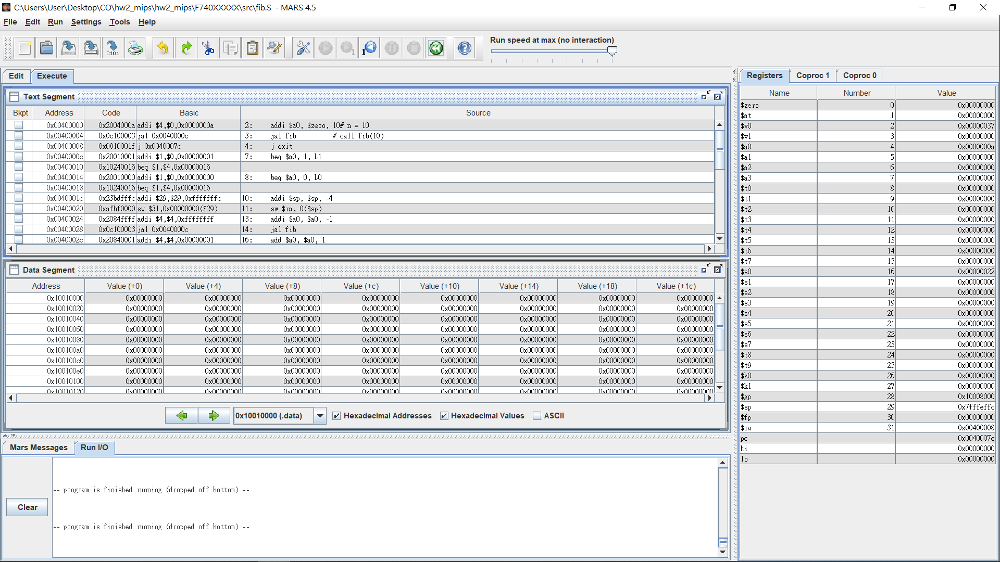 C:\Users\User\Desktop\CO\hw2_mips\hw2_mips\F740XXXXX\src\fib.S - MARS 4.5
File Edit Run Settings Tools Help
Run speed at max (no interaction)
Edit Execute
Text Segment
Bkpt Address Code Basic Source
0x00400000 0x2004000a addi $4,$0,0x0000000a 2: addi $a0, $zero, 10# n = 10
0x00400004 0x0c100003 jal 0x0040000c 3: jal fib # call fib(10)
0x00400008 0x0810001f j 0x0040007c 4: j exit
0x0040000c 0x20010001 addi $1,$0,0x00000001 7: beq $a0, 1, L1
0x00400010 0x10240016 beq $1,$4,0x00000016
0x00400014 0x20010000 addi $1,$0,0x00000000 8: beq $a0, 0, L0
0x00400018 0x10240016 beq $1,$4,0x00000016
0x0040001c 0x23bdfffc addi $29,$29,0xfffffffc 10: addi $sp, $sp, -4
0x00400020 0xafbf0000 sw $31,0x00000000($29) 11: sw $ra, 0($sp)
0x00400024 0x2084ffff addi $4,$4,0xffffffff 13: addi $a0, $a0, -1
0x00400028 0x0c100003 jal 0x0040000c 14: jal fib
0x0040002c 0x20840001 addi $4,$4,0x00000001 16: add $a0, $a0, 1
Data Segment
Address Value (+0) Value (+4) Value (+8) Value (+c) Value (+10) Value (+14) Value (+18) Value (+1c)
0x10010000 0x00000000 0x00000000 0x00000000 0x00000000 0x00000000 0x00000000 0x00000000 0x00000000
0x10010020 0x00000000 0x00000000 0x00000000 0x00000000 0x00000000 0x00000000 0x00000000 0x00000000
0x10010040 0x00000000 0x00000000 0x00000000 0x00000000 0x00000000 0x00000000 0x00000000 0x00000000
0x10010060 0x00000000 0x00000000 0x00000000 0x00000000 0x00000000 0x00000000 0x00000000 0x00000000
0x10010080 0x00000000 0x00000000 0x00000000 0x00000000 0x00000000 0x00000000 0x00000000 0x00000000
0x100100a0 0x00000000 0x00000000 0x00000000 0x00000000 0x00000000 0x00000000 0x00000000 0x00000000
0x100100c0 0x00000000 0x00000000 0x00000000 0x00000000 0x00000000 0x00000000 0x00000000 0x00000000
0x100100e0 0x00000000 0x00000000 0x00000000 0x00000000 0x00000000 0x00000000 0x00000000 0x00000000
0x10010100 0x00000000 0x00000000 0x00000000 0x00000000 0x00000000 0x00000000 0x00000000 0x00000000
0x10010120 0x00000000 0x00000000 0x00000000 0x00000000 0x00000000 0x00000000 0x00000000 0x00000000
0x10010000 (.data) Hexadecimal Addresses Hexadecimal Values ASCII
Mars Messages Run I/O
-- program is finished running (dropped off bottom) --
Clear
-- program is finished running (dropped off bottom) --
Registers Coproc 1 Coproc 0
Name Number Value
$zero 0 0x00000000
$at 1 0x00000000
$v0 2 0x00000037
$v1 3 0x00000000
$a0 4 0x0000000a
$a1 5 0x00000000
$a2 6 0x00000000
$a3 7 0x00000000
$t0 8 0x00000000
$t1 9 0x00000000
$t2 10 0x00000000
$t3 11 0x00000000
$t4 12 0x00000000
$t5 13 0x00000000
$t6 14 0x00000000
$t7 15 0x00000000
$s0 16 0x00000022
$s1 17 0x00000000
$s2 18 0x00000000
$s3 19 0x00000000
$s4 20 0x00000000
$s5 21 0x00000000
$s6 22 0x00000000
$s7 23 0x00000000
$t8 24 0x00000000
$t9 25 0x00000000
$k0 26 0x00000000
$k1 27 0x00000000
$gp 28 0x10008000
$sp 29 0x7fffeffc
$fp 30 0x00000000
$ra 31 0x00400008
pc 0x0040007c
hi 0x00000000
lo 0x00000000